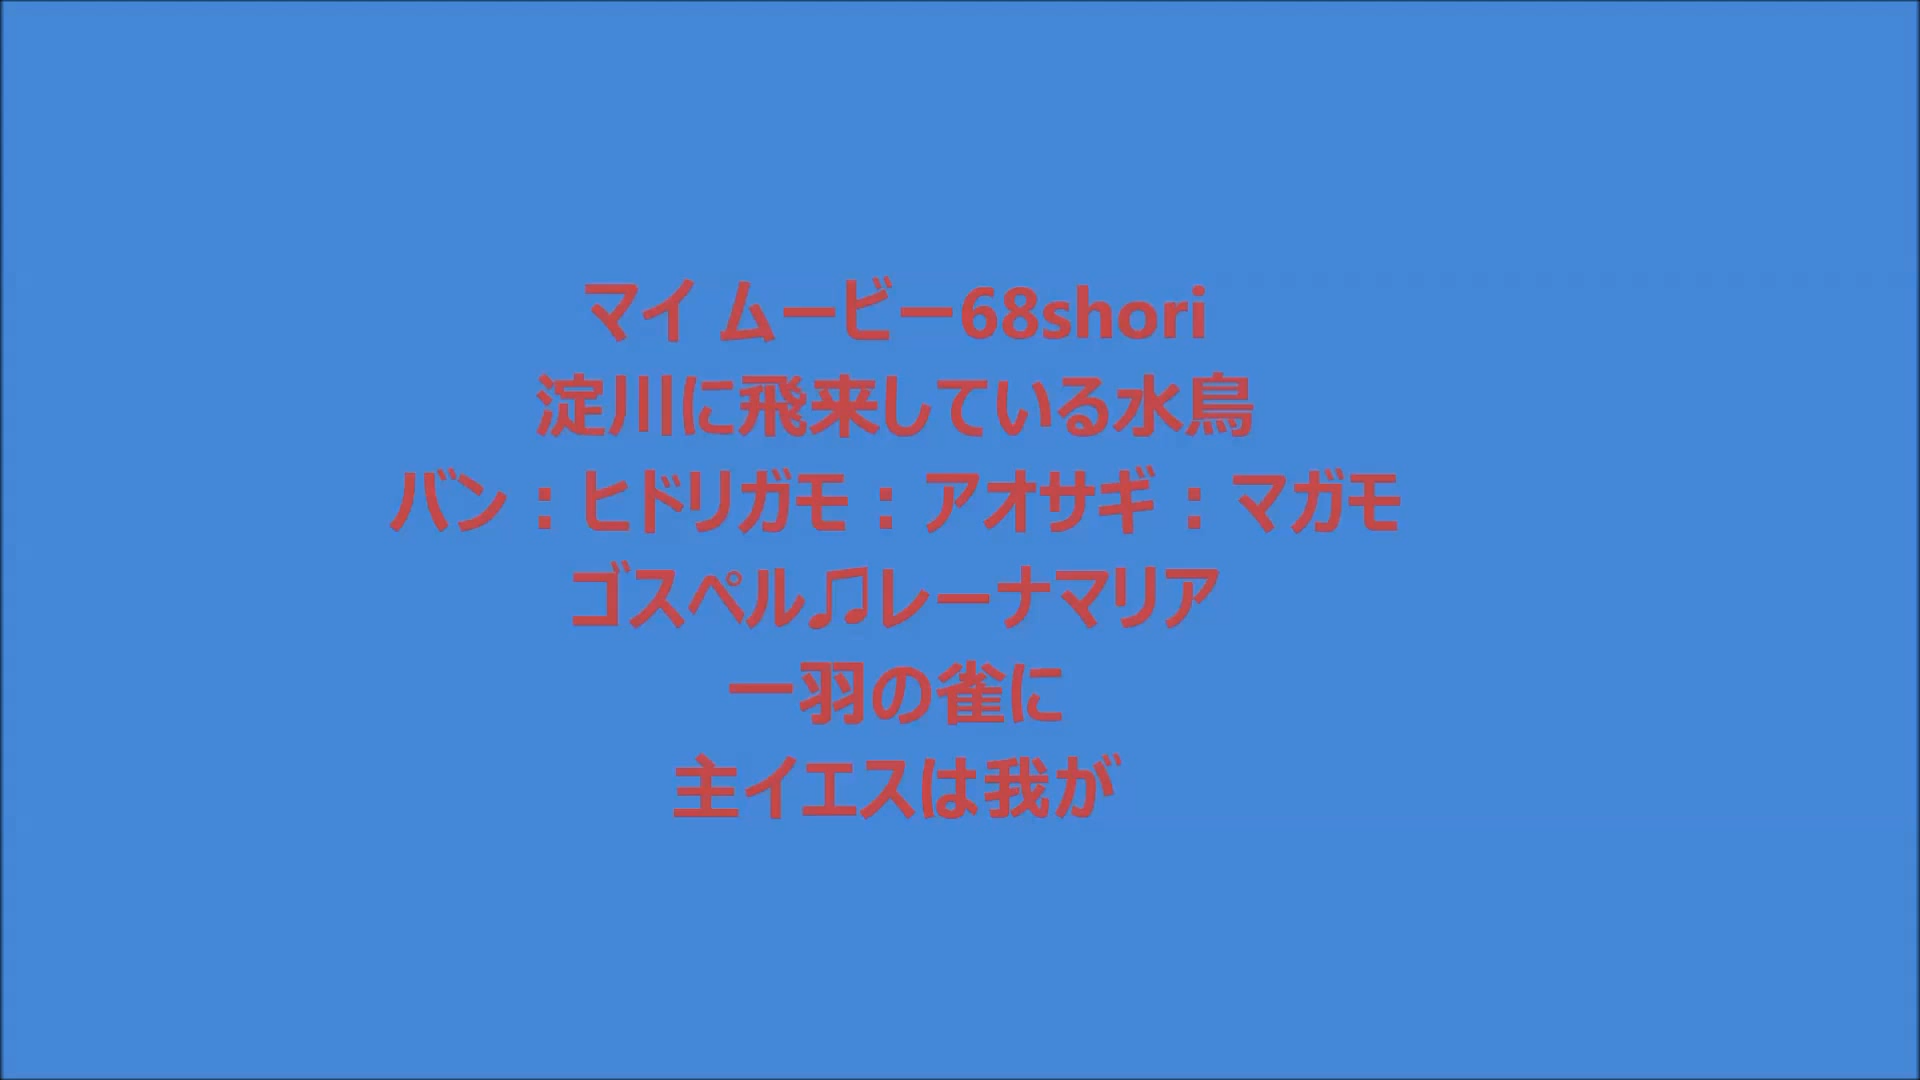 マイ ムービー68shori
淀川に飛来している水鳥
バン：ヒドリガモ：アオサギ：マガモ
ゴスペル♫レーナマリア
一羽の雀に
主イエスは我が